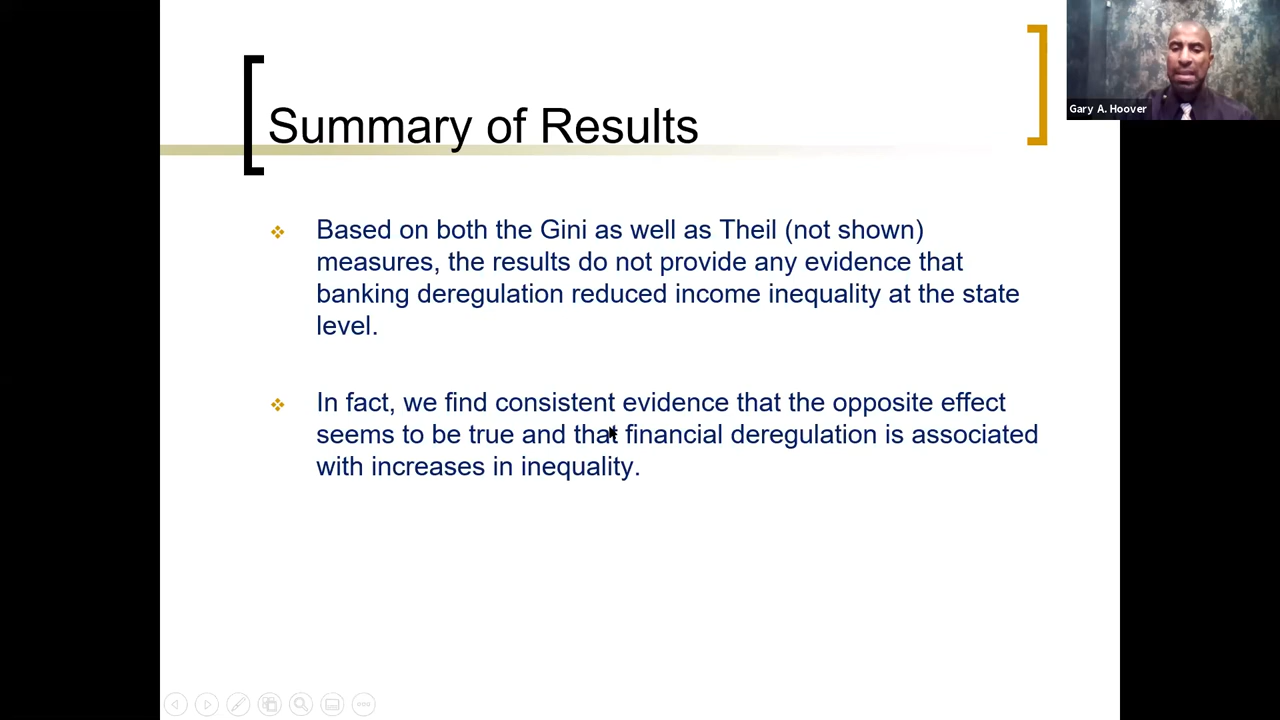 Summary of Results
Based on both the Gini as well as Theil (not shown)
measures, the results do not provide any evidence that
banking deregulation reduced income inequality at the state
level.
In fact, we find consistent evidence that the opposite effect
seems to be true and that financial deregulation is associated
with increases in inequality.
Gary A. Hoover